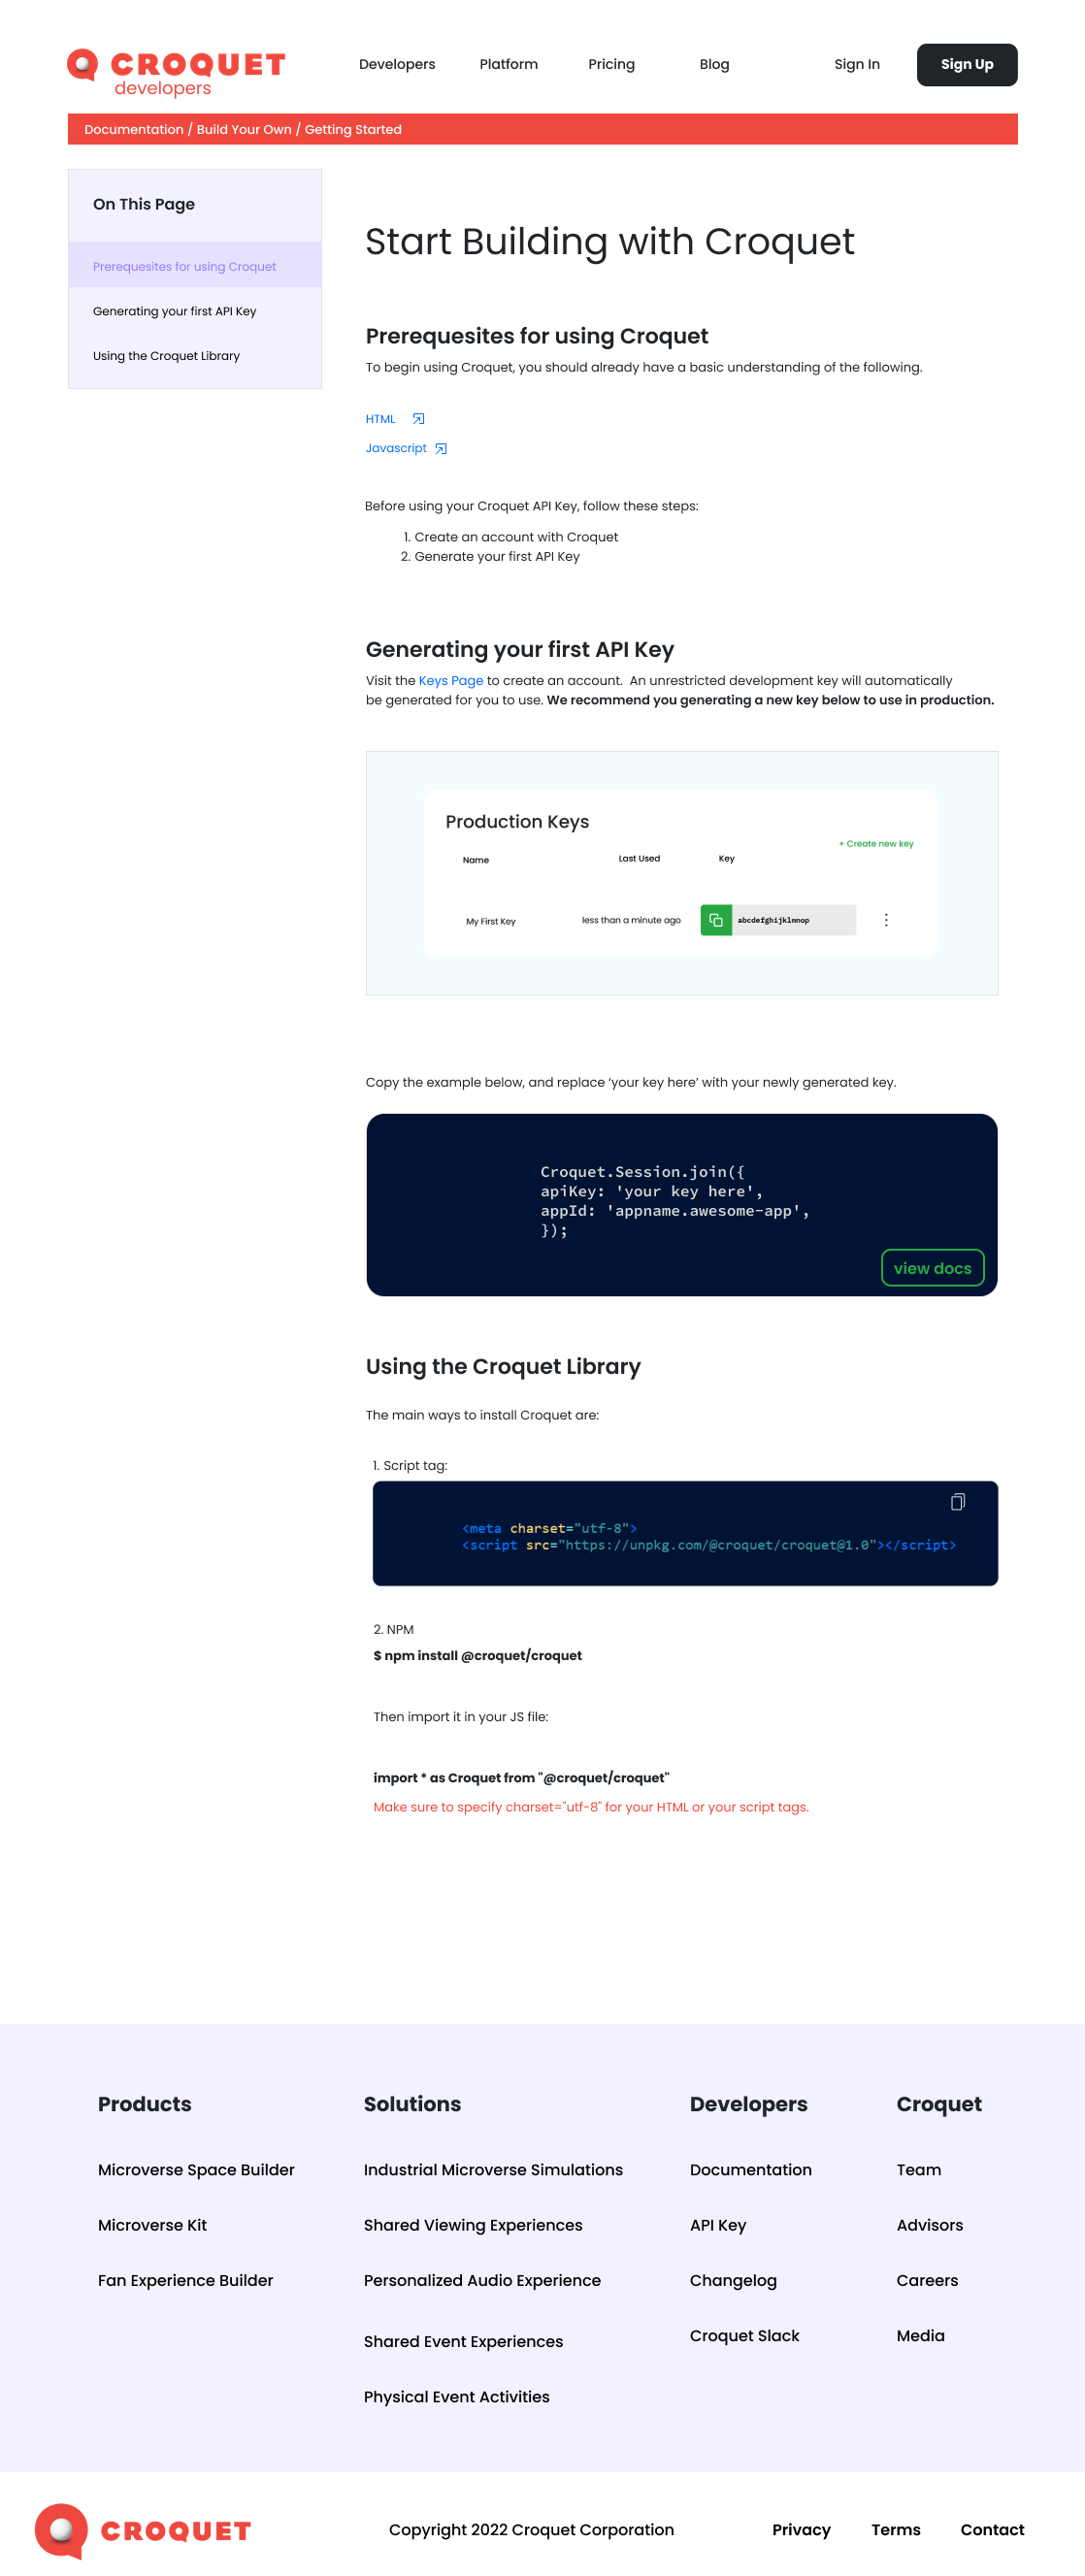 CROQUET
developers
Developers
Platform
Pricing
Blog
Sign In
Sign Up
Documentation / Build Your Own / Getting Started
On This Page
Prerequesites for using Croquet
Generating your first API Key
Using the Croquet Library
Start Building with Croquet
Prerequesites for using Croquet
To begin using Croquet, you should already have a basic understanding of the following.
HTML
Javascript
Before using your Croquet API Key, follow these steps:
1. Create an account with Croquet
2. Generate your first API Key
Generating your first API Key
Visit the Keys Page to create an account. An unrestricted development key will automatically
be generated for you to use. We recommend you generating a new key below to use in production.
Production Keys
+ Create new key
Name
Last Used
Key
My First Key
less than a minute ago
abcdefghijklmnop
Copy the example below, and replace ‘your key here’ with your newly generated key.
Croquet.Session.join({
apiKey: 'your key here',
appId: 'appname.awesome-app',
});
view docs
Using the Croquet Library
The main ways to install Croquet are:
1. Script tag:
<meta charset="utf-8">
<script src="https://unpkg.com/@croquet/croquet@1.0"></script>
2. NPM
$ npm install @croquet/croquet
Then import it in your JS file:
import * as Croquet from "@croquet/croquet"
Make sure to specify charset="utf-8" for your HTML or your script tags.
Products
Microverse Space Builder
Microverse Kit
Fan Experience Builder
Solutions
Industrial Microverse Simulations
Shared Viewing Experiences
Personalized Audio Experience
Shared Event Experiences
Physical Event Activities
Developers
Documentation
API Key
Changelog
Croquet Slack
Croquet
Team
Advisors
Careers
Media
CROQUET
Copyright 2022 Croquet Corporation
Privacy
Terms
Contact